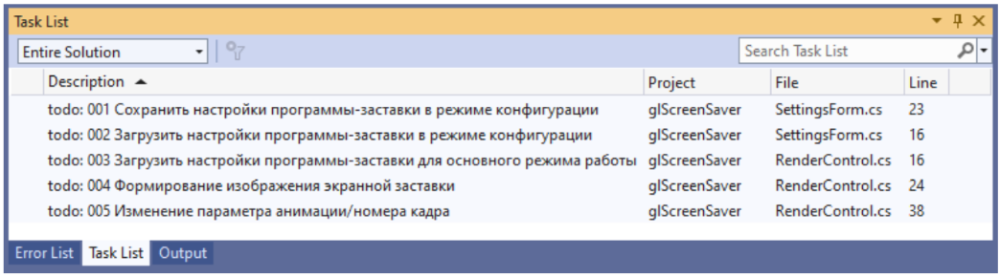 Task List
Entire Solution
Search Task List
Description Project File Line
todo: 001 Сохранить настройки программы-заставки в режиме конфигурации glScreenSaver SettingsForm.cs 23
todo: 002 Загрузить настройки программы-заставки в режиме конфигурации glScreenSaver SettingsForm.cs 16
todo: 003 Загрузить настройки программы-заставки для основного режима работы glScreenSaver RenderControl.cs 16
todo: 004 Формирование изображения экранной заставки glScreenSaver RenderControl.cs 24
todo: 005 Изменение параметра анимации/номера кадра glScreenSaver RenderControl.cs 38
Error List Task List Output